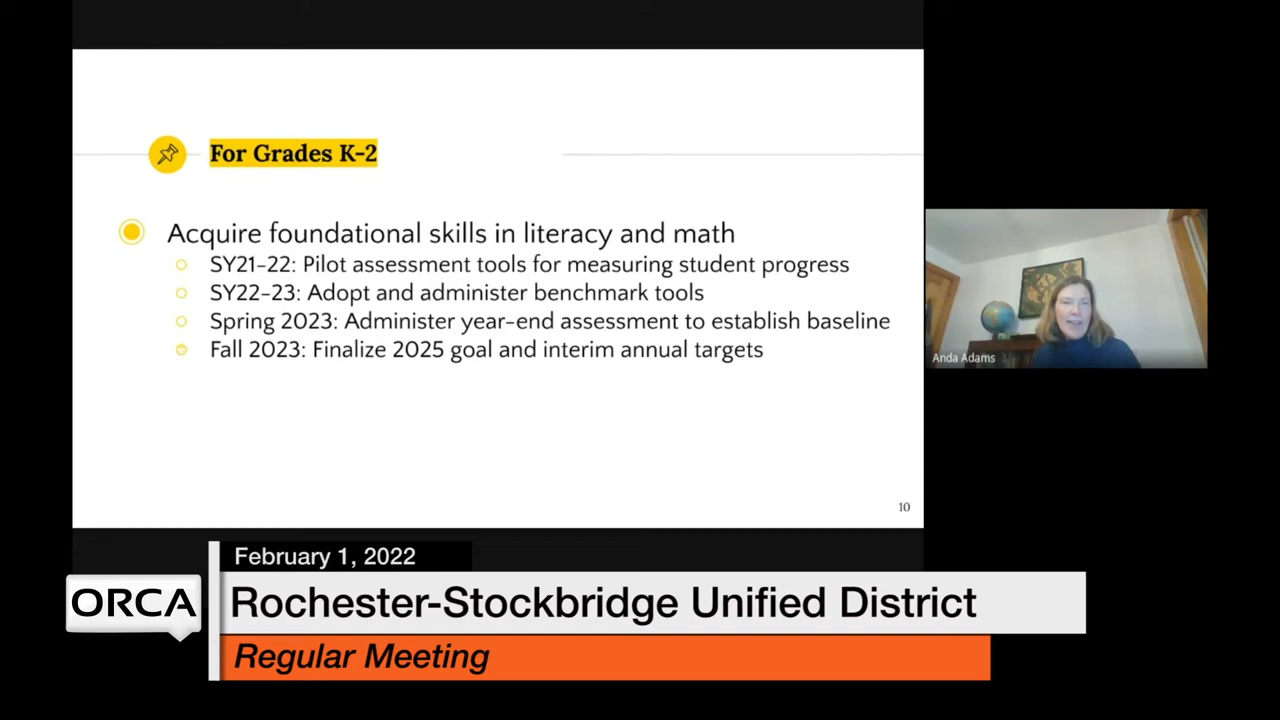 For Grades K-2
Acquire foundational skills in literacy and math
SY21-22: Pilot assessment tools for measuring student progress
SY22-23: Adopt and administer benchmark tools
Spring 2023: Administer year-end assessment to establish baseline
Fall 2023: Finalize 2025 goal and interim annual targets
10
Anda Adams
February 1, 2022
ORCA
Rochester-Stockbridge Unified District
Regular Meeting